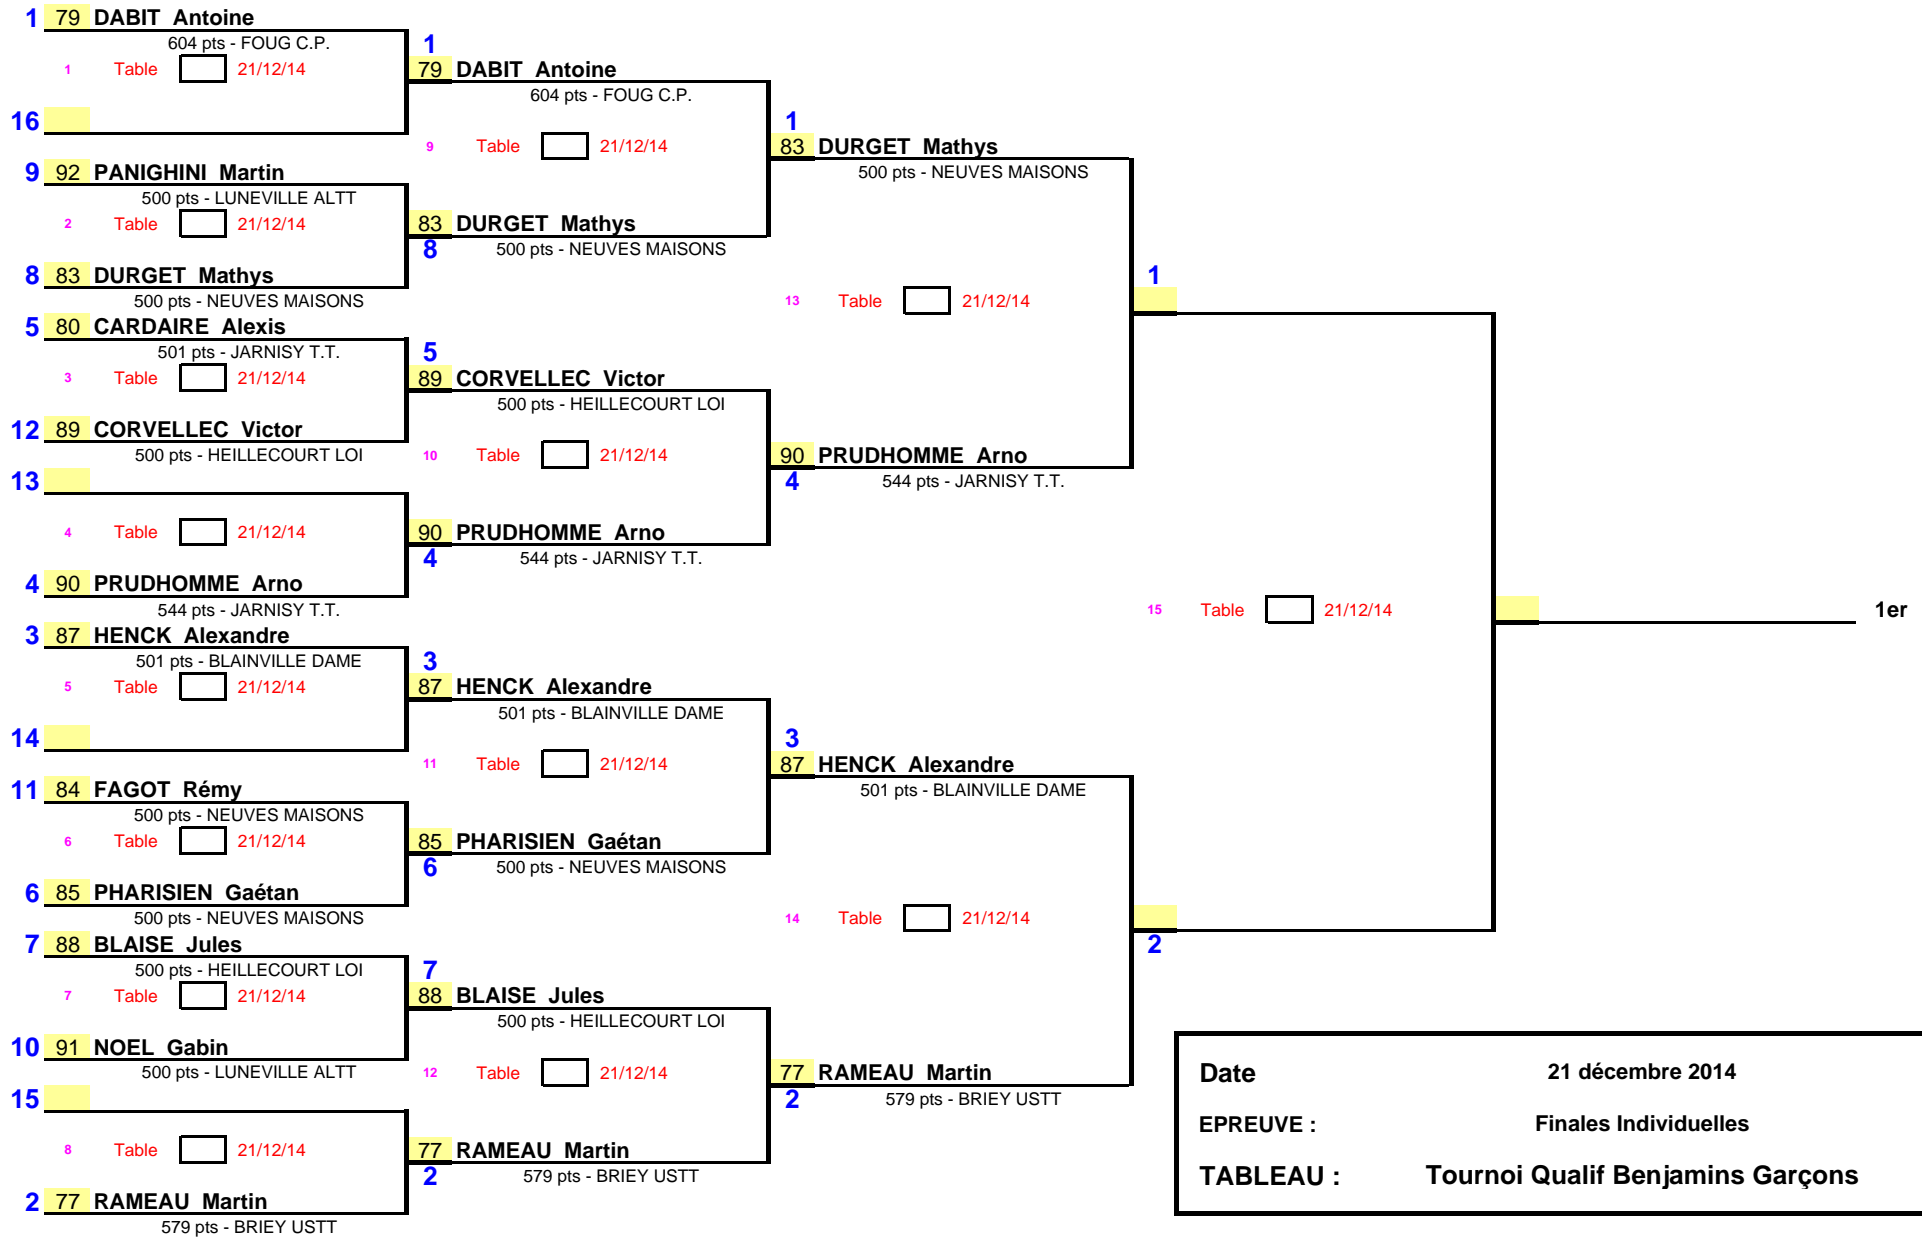 1 79 DABIT Antoine
604 pts - FOUG C.P.
1 Table 21/12/14
16
9 92 PANIGHINI Martin
500 pts - LUNEVILLE ALTT
2 Table 21/12/14
8 83 DURGET Mathys
500 pts - NEUVES MAISONS
5 80 CARDAIRE Alexis
501 pts - JARNISY T.T.
3 Table 21/12/14
12 89 CORVELLEC Victor
500 pts - HEILLECOURT LOI
13
4 Table 21/12/14
4 90 PRUDHOMME Arno
544 pts - JARNISY T.T.
3 87 HENCK Alexandre
501 pts - BLAINVILLE DAME
5 Table 21/12/14
14
11 84 FAGOT Rémy
500 pts - NEUVES MAISONS
6 Table 21/12/14
6 85 PHARISIEN Gaétan
500 pts - NEUVES MAISONS
7 88 BLAISE Jules
500 pts - HEILLECOURT LOI
7 Table 21/12/14
10 91 NOEL Gabin
500 pts - LUNEVILLE ALTT
15
8 Table 21/12/14
2 77 RAMEAU Martin
579 pts - BRIEY USTT
1
79 DABIT Antoine
604 pts - FOUG C.P.
9 Table 21/12/14
83 DURGET Mathys
8 500 pts - NEUVES MAISONS
5
89 CORVELLEC Victor
500 pts - HEILLECOURT LOI
10 Table 21/12/14
90 PRUDHOMME Arno
4 544 pts - JARNISY T.T.
3
87 HENCK Alexandre
501 pts - BLAINVILLE DAME
11 Table 21/12/14
85 PHARISIEN Gaétan
6 500 pts - NEUVES MAISONS
7
88 BLAISE Jules
500 pts - HEILLECOURT LOI
12 Table 21/12/14
77 RAMEAU Martin
2 579 pts - BRIEY USTT
1
83 DURGET Mathys
500 pts - NEUVES MAISONS
13 Table 21/12/14
90 PRUDHOMME Arno
4 544 pts - JARNISY T.T.
3
87 HENCK Alexandre
501 pts - BLAINVILLE DAME
14 Table 21/12/14
77 RAMEAU Martin
2 579 pts - BRIEY USTT
1
15 Table 21/12/14
2
1er
Date 21 décembre 2014
EPREUVE : Finales Individuelles
TABLEAU : Tournoi Qualif Benjamins Garçons